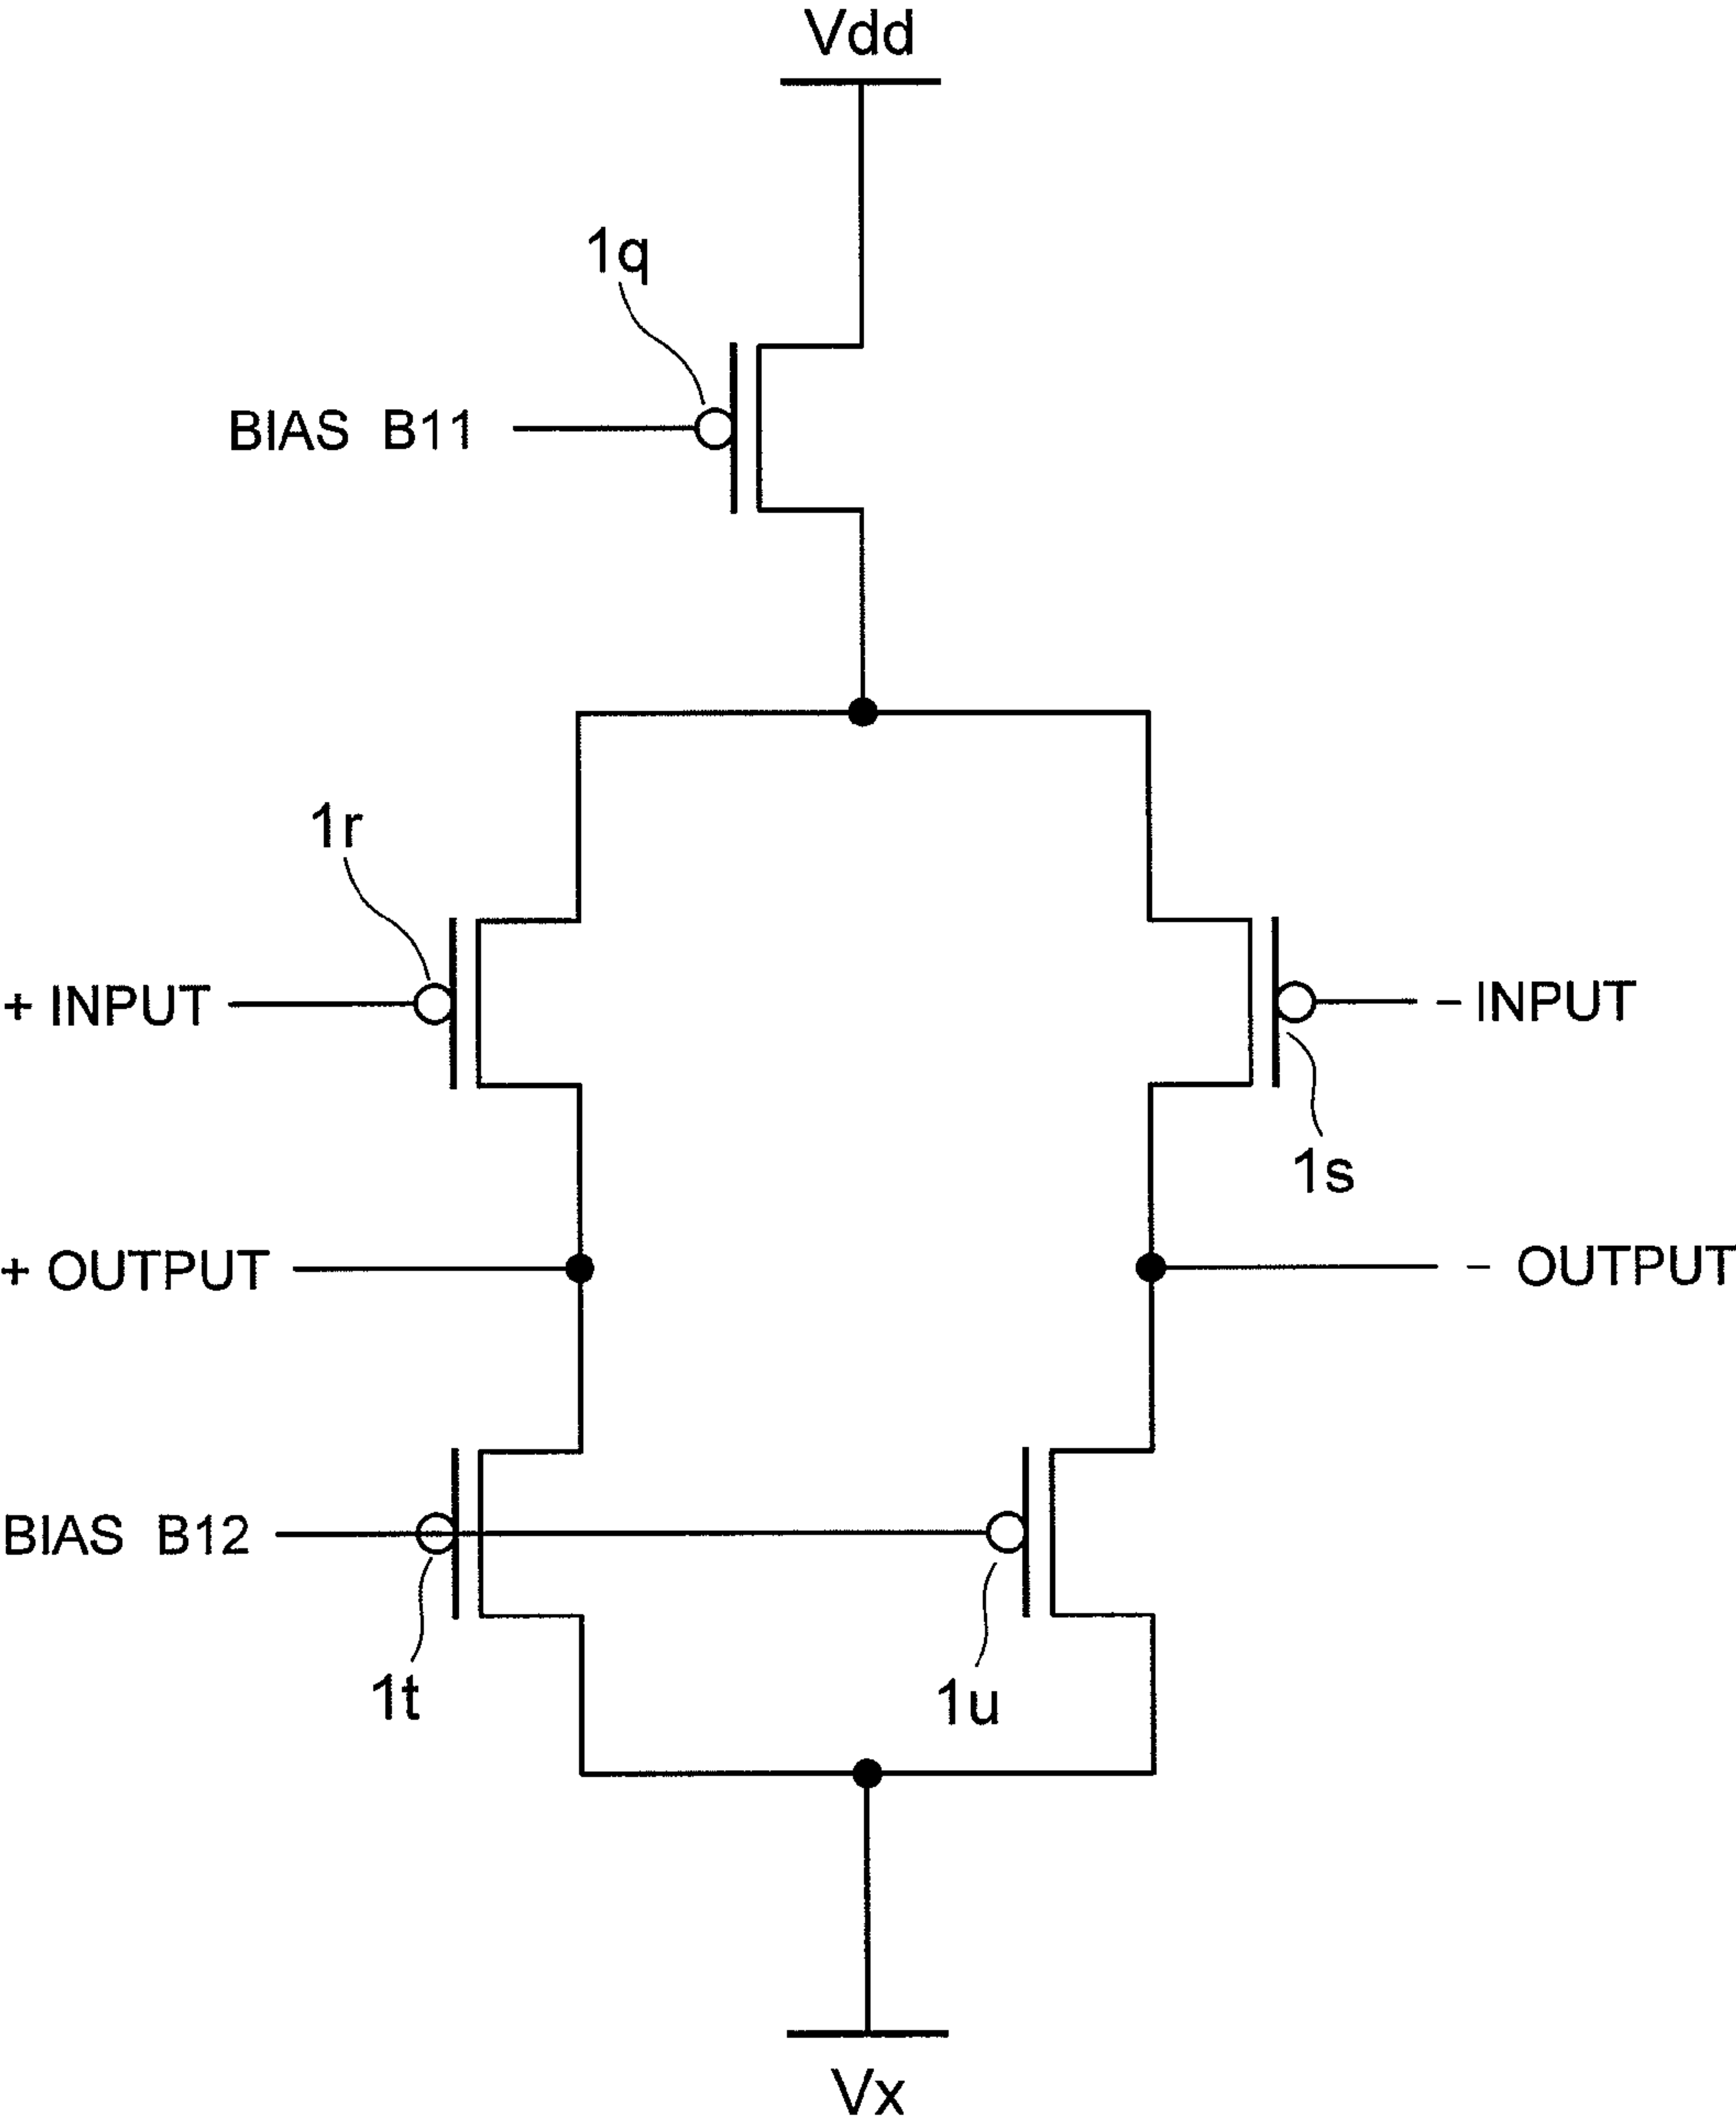 Vdd
1q
BIAS B11
1r
+ INPUT
– INPUT
1s
+ OUTPUT
– OUTPUT
BIAS B12
1t
1u
Vx